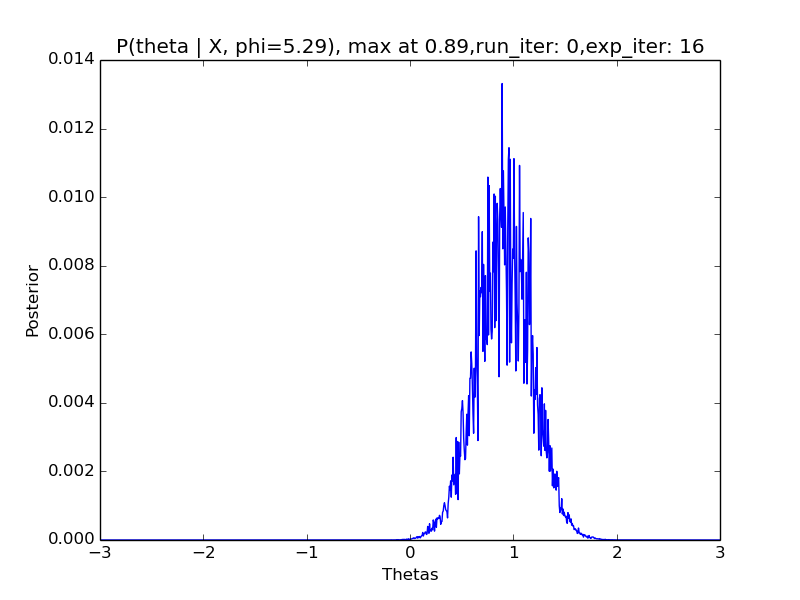 P(theta | X, phi=5.29), max at 0.89,run_iter: 0,exp_iter: 16
0.014
0.012
0.010
0.008
0.006
0.004
0.002
0.000
Posterior
−3 −2 −1 0 1 2 3
Thetas